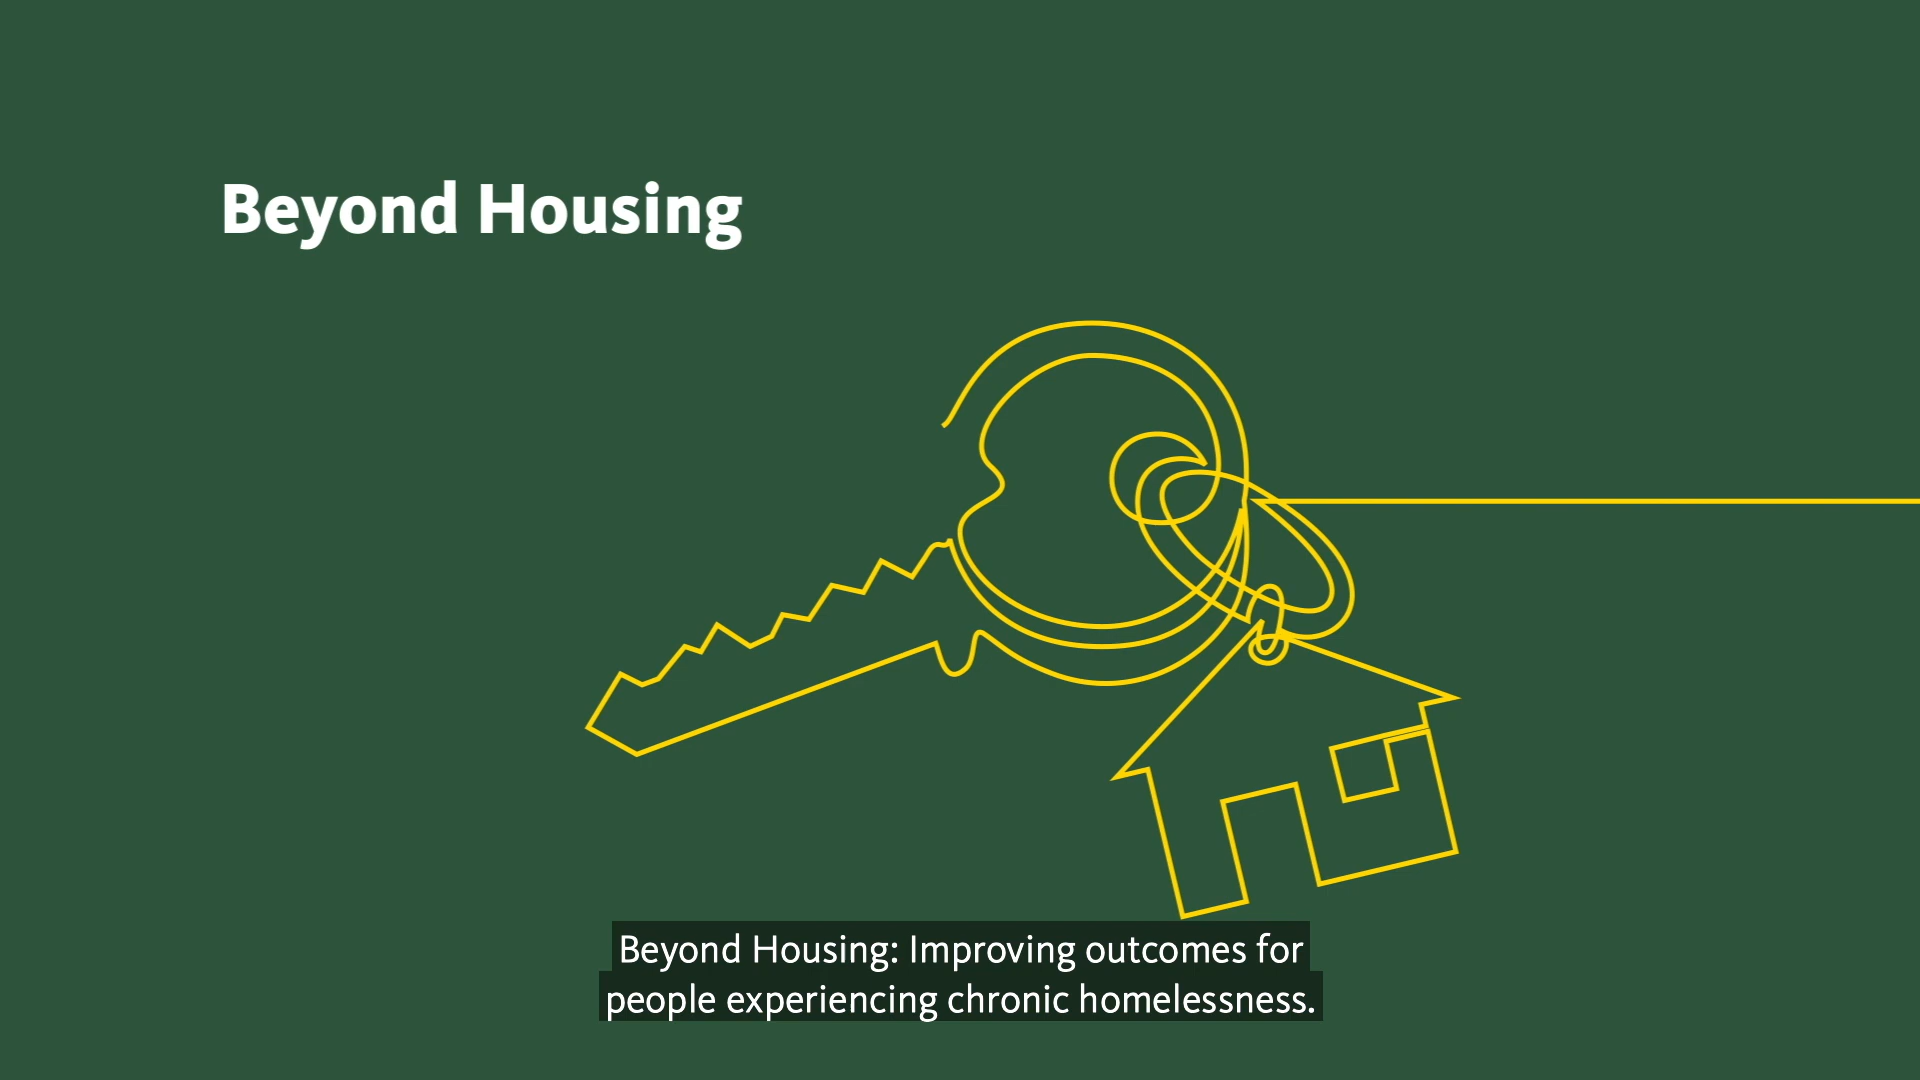 Beyond Housing
Beyond Housing: Improving outcomes for
people experiencing chronic homelessness.